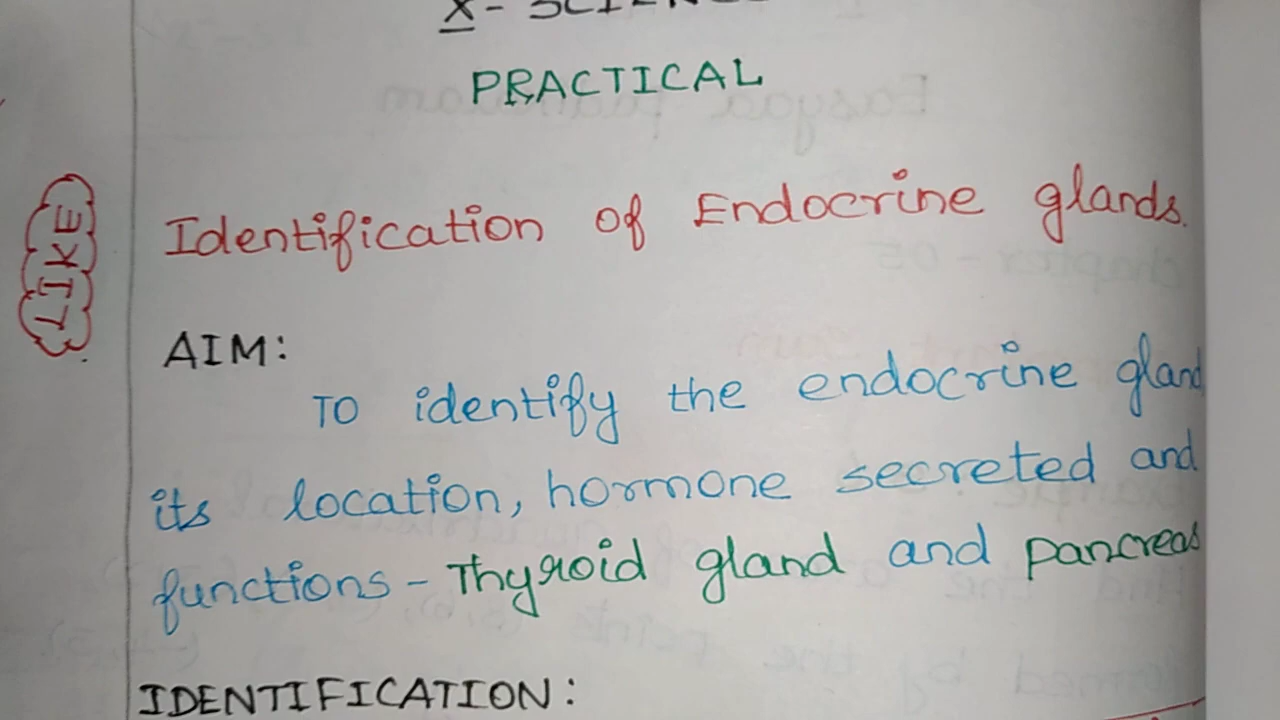 X - SCIENCE
PRACTICAL
LIKE
Identification of Endocrine glands.
AIM:
To identify the endocrine gland
its location, hormone secreted and
functions - Thyroid gland and pancreas
IDENTIFICATION: